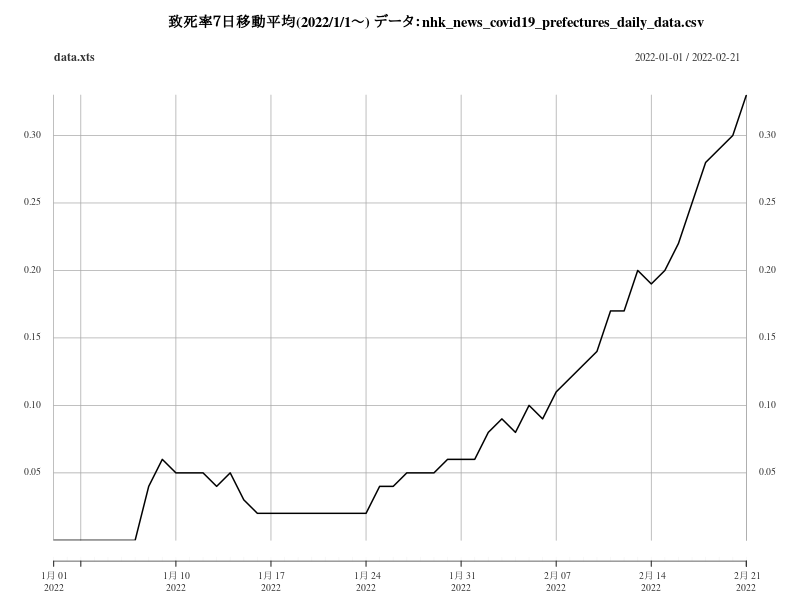 致死率7日移動平均(2022/1/1～) データ:nhk_news_covid19_prefectures_daily_data.csv
data.xts 2022-01-01 / 2022-02-21
0.30 0.30
0.25 0.25
0.20 0.20
0.15 0.15
0.10 0.10
0.05 0.05
1月 01 1月 10 1月 17 1月 24 1月 31 2月 07 2月 14 2月 21
2022 2022 2022 2022 2022 2022 2022 2022